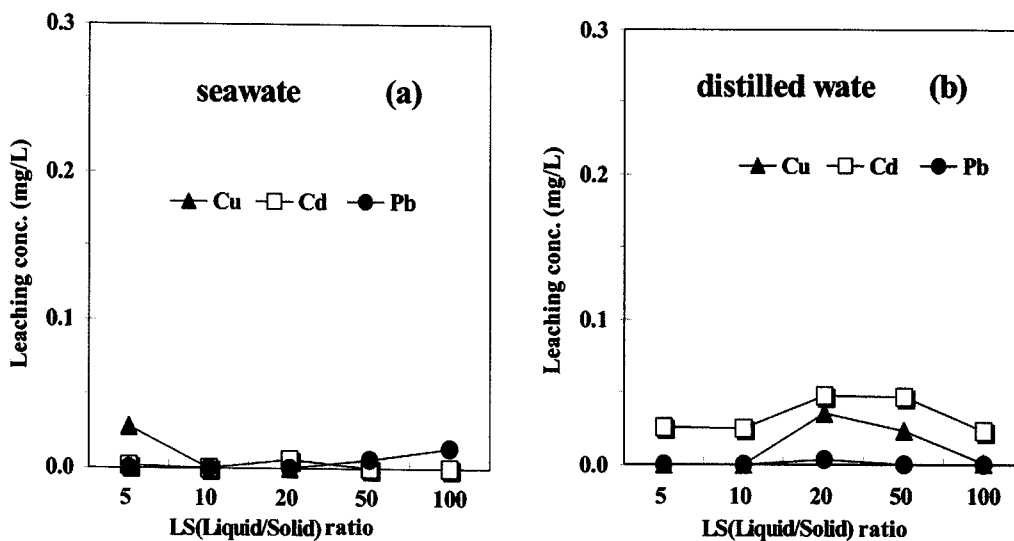 0.3
seawate (a)
0.2
Cu Cd Pb
0.1
0.0
5 10 20 50 100
LS(Liquid/Solid) ratio
Leaching conc. (mg/L)
0.3
distilled wate (b)
Cu Cd Pb
0.2
0.1
0.0
5 10 20 50 100
LS(Liquid/Solid) ratio
Leaching conc. (mg/L)